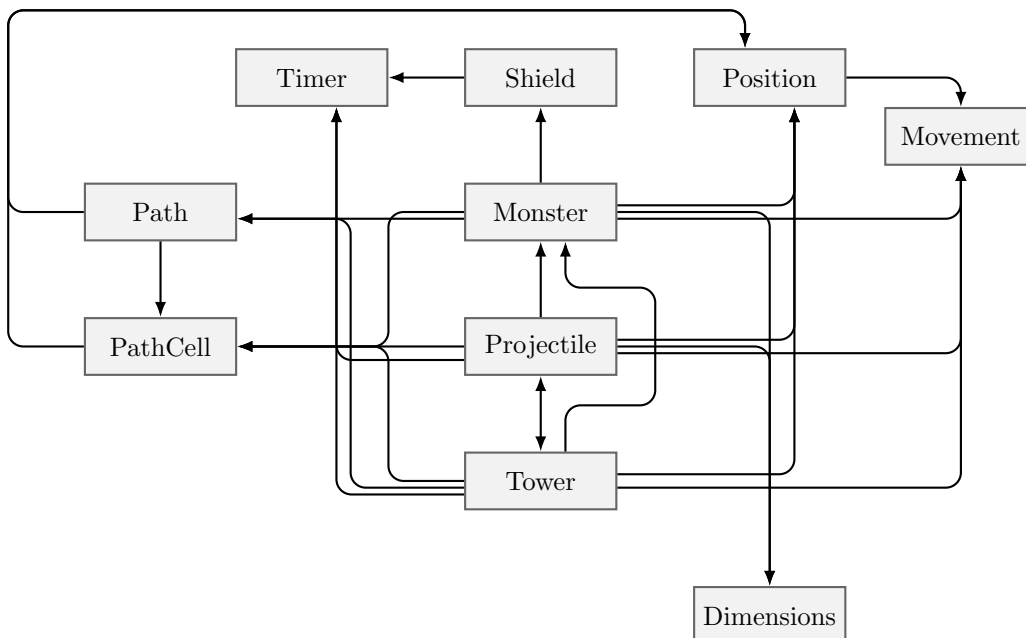 Timer
Shield
Position
Movement
Path
Monster
PathCell
Projectile
Tower
Dimensions